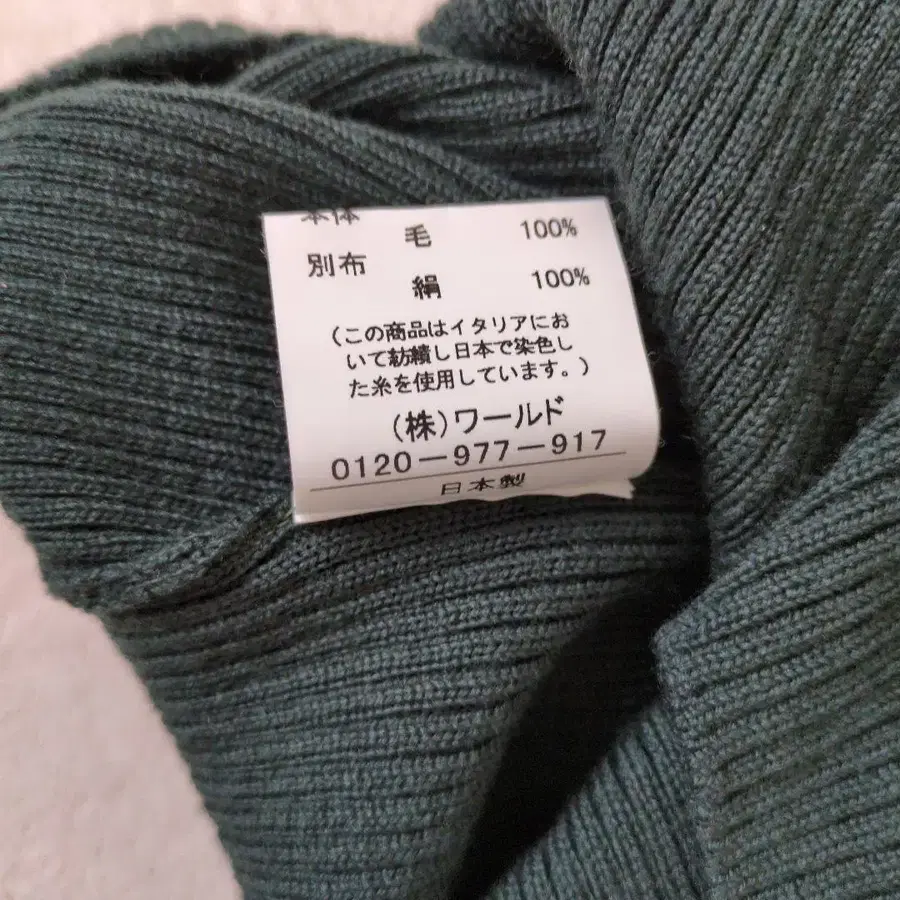 本体
毛 100%
別布
絹 100%
(この商品はイタリアにお
いて紡績し日本で染色し
た糸を使用しています。)
(株)ワールド
0120-977-917
日本製